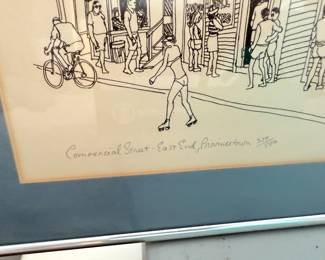 Commercial Street - East End, Provincetown